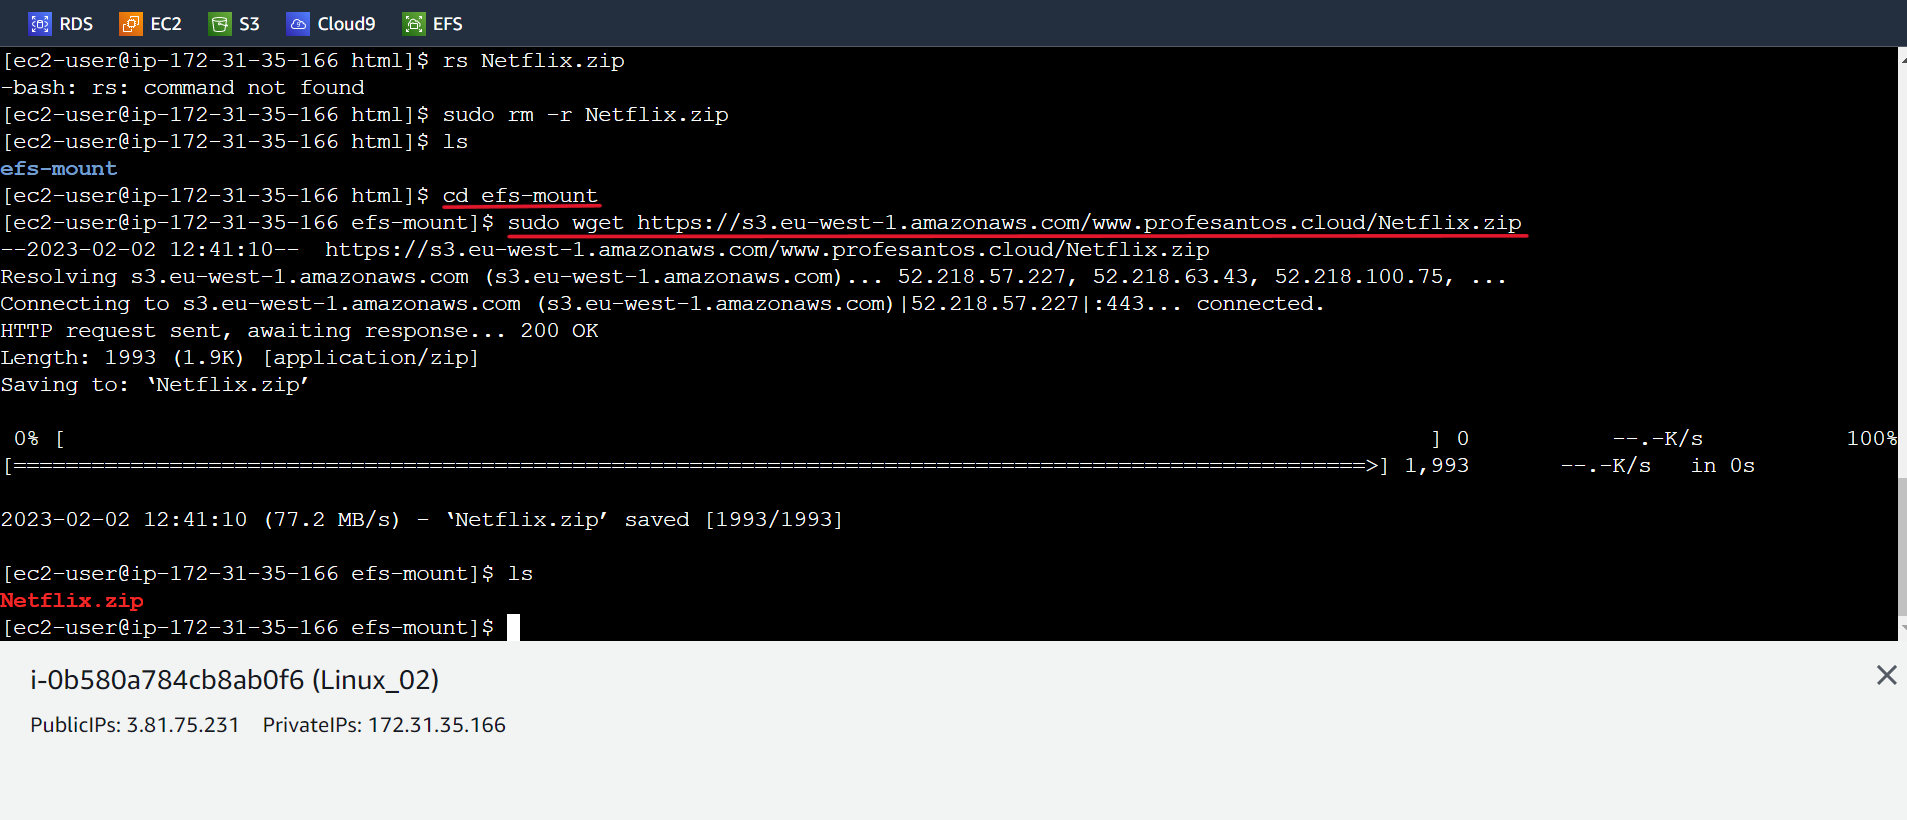 RDS EC2 S3 Cloud9 EFS
[ec2-user@ip-172-31-35-166 html]$ rs Netflix.zip
-bash: rs: command not found
[ec2-user@ip-172-31-35-166 html]$ sudo rm -r Netflix.zip
[ec2-user@ip-172-31-35-166 html]$ ls
efs-mount
[ec2-user@ip-172-31-35-166 html]$ cd efs-mount
[ec2-user@ip-172-31-35-166 efs-mount]$ sudo wget https://s3.eu-west-1.amazonaws.com/www.profesantos.cloud/Netflix.zip
--2023-02-02 12:41:10--  https://s3.eu-west-1.amazonaws.com/www.profesantos.cloud/Netflix.zip
Resolving s3.eu-west-1.amazonaws.com (s3.eu-west-1.amazonaws.com)... 52.218.57.227, 52.218.63.43, 52.218.100.75, ...
Connecting to s3.eu-west-1.amazonaws.com (s3.eu-west-1.amazonaws.com)|52.218.57.227|:443... connected.
HTTP request sent, awaiting response... 200 OK
Length: 1993 (1.9K) [application/zip]
Saving to: ‘Netflix.zip’
0% [ ] 0 --.-K/s 100%
[========================================================================================================>] 1,993 --.-K/s in 0s
2023-02-02 12:41:10 (77.2 MB/s) - ‘Netflix.zip’ saved [1993/1993]
[ec2-user@ip-172-31-35-166 efs-mount]$ ls
Netflix.zip
[ec2-user@ip-172-31-35-166 efs-mount]$
i-0b580a784cb8ab0f6 (Linux_02)
PublicIPs: 3.81.75.231 PrivateIPs: 172.31.35.166